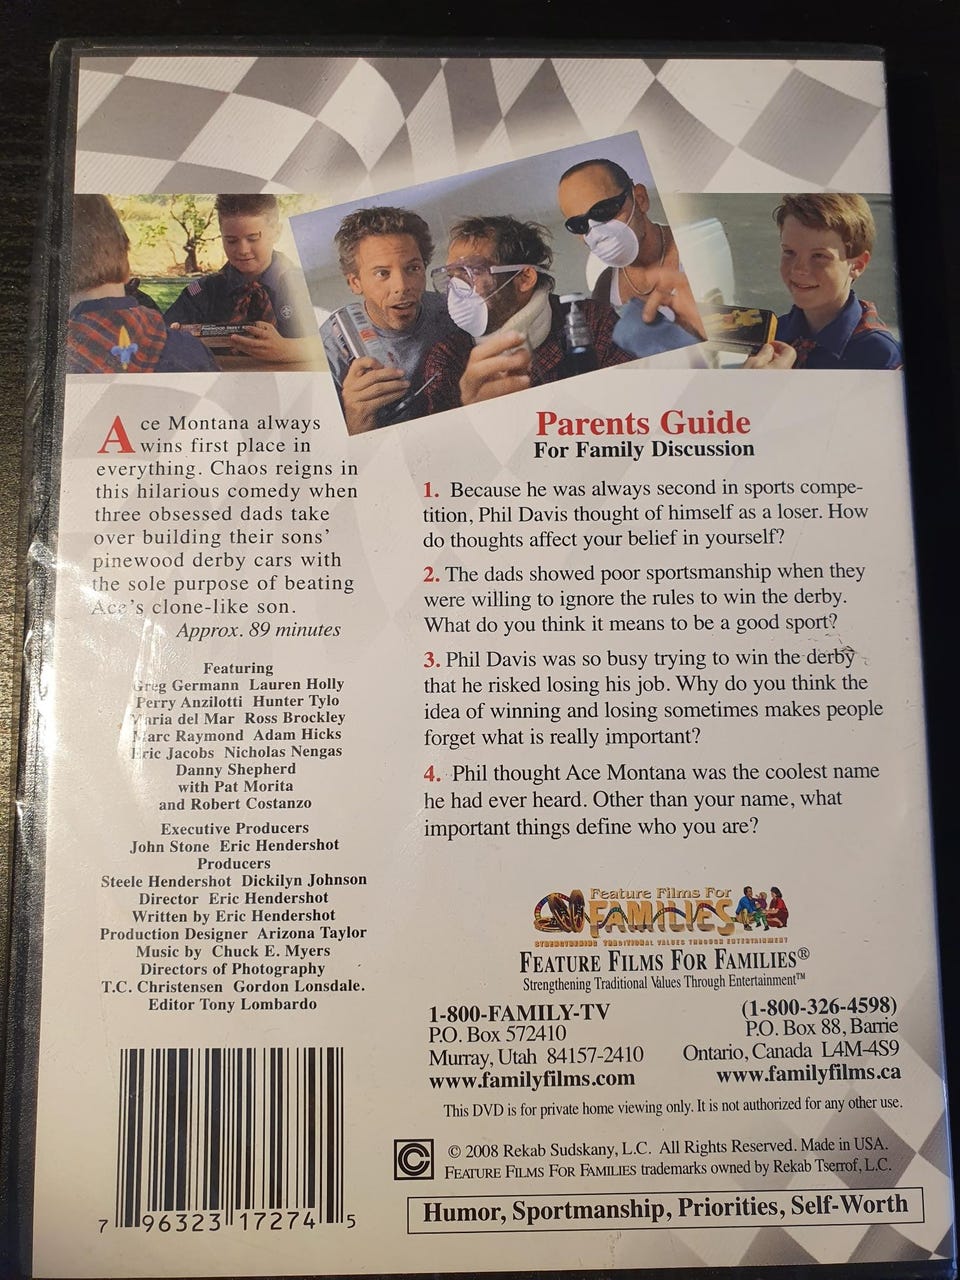 Ace Montana always
wins first place in
everything. Chaos reigns in
this hilarious comedy when
three obsessed dads take
over building their sons'
pinewood derby cars with
the sole purpose of beating
Ace's clone-like son.
Approx. 89 minutes
Featuring
Greg Germann Lauren Holly
Perry Anzilotti Hunter Tylo
Maria del Mar Ross Brockley
Marc Raymond Adam Hicks
Eric Jacobs Nicholas Nengas
Danny Shepherd
with Pat Morita
and Robert Costanzo
Executive Producers
John Stone Eric Hendershot
Producers
Steele Hendershot Dickilyn Johnson
Director Eric Hendershot
Written by Eric Hendershot
Production Designer Arizona Taylor
Music by Chuck E. Myers
Directors of Photography
T.C. Christensen Gordon Lonsdale.
Editor Tony Lombardo
7 96323 17274 5
Parents Guide
For Family Discussion
1. Because he was always second in sports compe-
tition, Phil Davis thought of himself as a loser. How
do thoughts affect your belief in yourself?
2. The dads showed poor sportsmanship when they
were willing to ignore the rules to win the derby.
What do you think it means to be a good sport?
3. Phil Davis was so busy trying to win the derby
that he risked losing his job. Why do you think the
idea of winning and losing sometimes makes people
forget what is really important?
4. Phil thought Ace Montana was the coolest name
he had ever heard. Other than your name, what
important things define who you are?
Feature Films For
FAMILIES
STRENGTHENING TRADITIONAL VALUES THROUGH ENTERTAINMENT
FEATURE FILMS FOR FAMILIES®
Strengthening Traditional Values Through Entertainment™
1-800-FAMILY-TV (1-800-326-4598)
P.O. Box 572410 P.O. Box 88, Barrie
Murray, Utah 84157-2410 Ontario, Canada L4M-4S9
www.familyfilms.com www.familyfilms.ca
This DVD is for private home viewing only. It is not authorized for any other use.
CC © 2008 Rekab Sudskany, L.C. All Rights Reserved. Made in USA.
FEATURE FILMS FOR FAMILIES trademarks owned by Rekab Tserrof, L.C.
Humor, Sportmanship, Priorities, Self-Worth